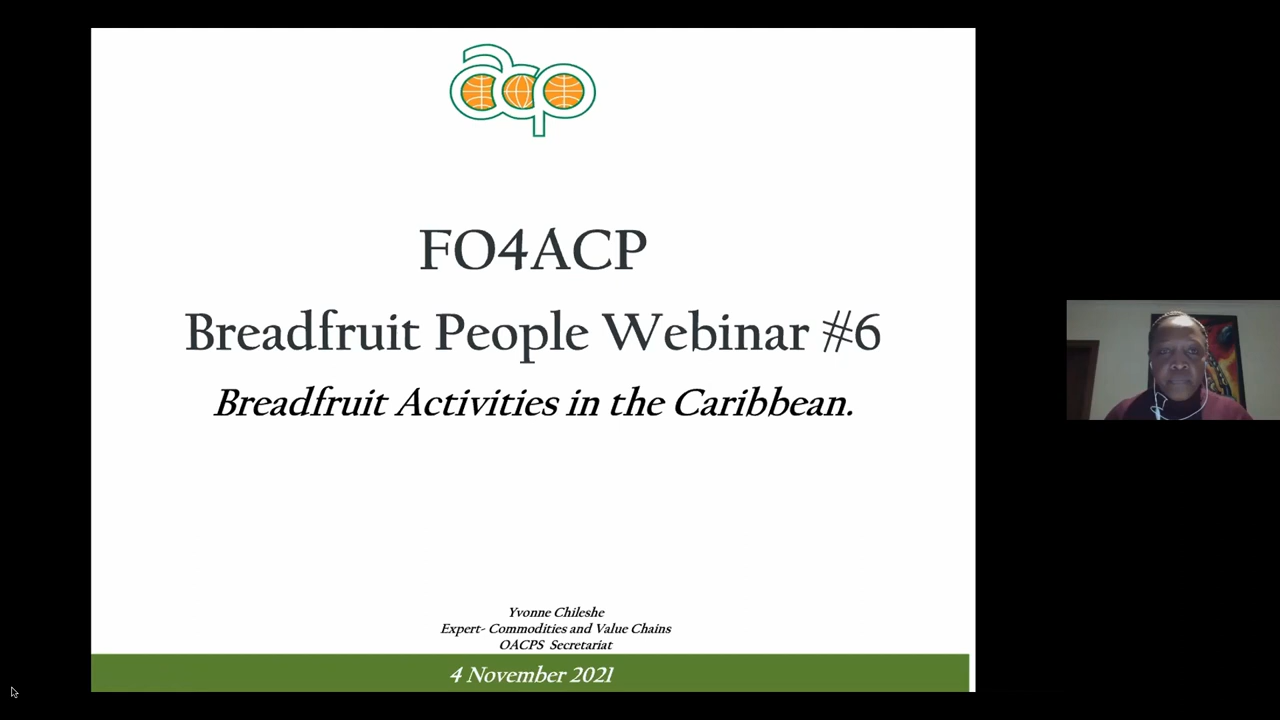 acp
FO4ACP
Breadfruit People Webinar #6
Breadfruit Activities in the Caribbean.
Yvonne Chileshe
Expert- Commodities and Value Chains
OACPS Secretariat
4 November 2021